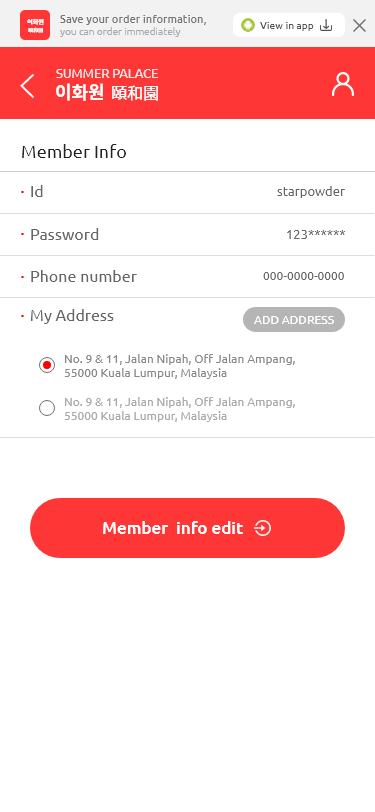 이화원
頤和園
Save your order information,
you can order immediately
View in app
SUMMER PALACE
이화원 頤和園
Member Info
· Id
starpowder
· Password
123******
· Phone number
000-0000-0000
· My Address
ADD ADDRESS
No. 9 & 11, Jalan Nipah, Off Jalan Ampang,
55000 Kuala Lumpur, Malaysia
No. 9 & 11, Jalan Nipah, Off Jalan Ampang,
55000 Kuala Lumpur, Malaysia
Member info edit